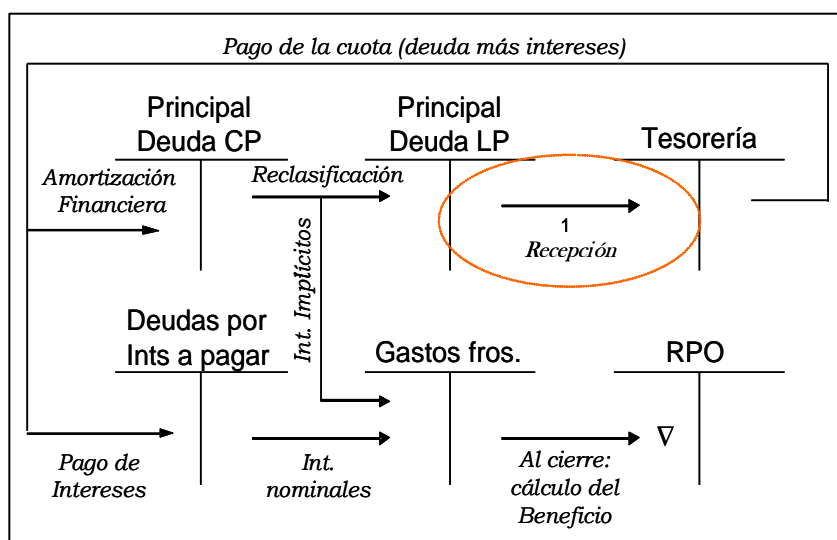 Pago de la cuota (deuda más intereses)
Principal
Deuda CP
Principal
Deuda LP
Tesorería
Amortización
Financiera
Reclasificación
1
Recepción
Int. Implícitos
Deudas por
Ints a pagar
Gastos fros.
RPO
∇
Pago de
Intereses
Int.
nominales
Al cierre:
cálculo del
Beneficio